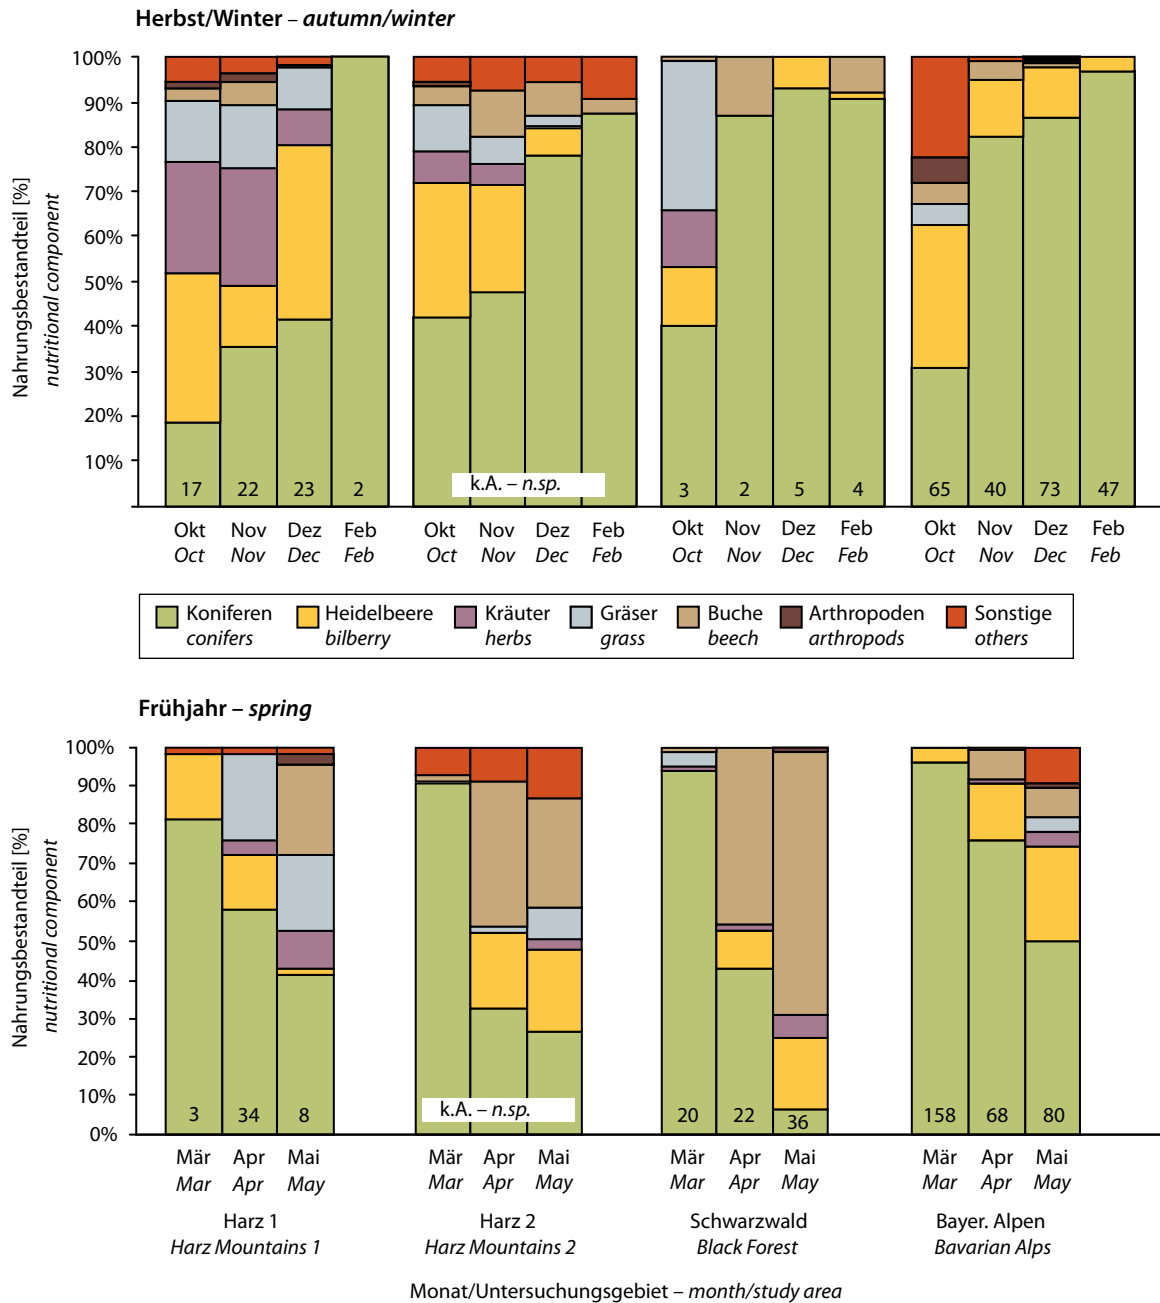 Herbst/Winter – autumn/winter
Nahrungsbestandteil [%]
nutritional component
100%
90%
80%
70%
60%
50%
40%
30%
20%
10%
17 22 23 2
k.A. – n.sp.
3 2 5 4
65 40 73 47
Okt Nov Dez Feb Okt Nov Dez Feb Okt Nov Dez Feb Okt Nov Dez Feb
Oct Nov Dec Feb Oct Nov Dec Feb Oct Nov Dec Feb Oct Nov Dec Feb
Koniferen Heidelbeere Kräuter Gräser Buche Arthropoden Sonstige
conifers bilberry herbs grass beech arthropods others
Frühjahr – spring
Nahrungsbestandteil [%]
nutritional component
100%
90%
80%
70%
60%
50%
40%
30%
20%
10%
0%
3 34 8
k.A. – n.sp.
20 22 36
158 68 80
Mär Apr Mai Mär Apr Mai Mär Apr Mai Mär Apr Mai
Mar Apr May Mar Apr May Mar Apr May Mar Apr May
Harz 1 Harz 2 Schwarzwald Bayer. Alpen
Harz Mountains 1 Harz Mountains 2 Black Forest Bavarian Alps
Monat/Untersuchungsgebiet – month/study area